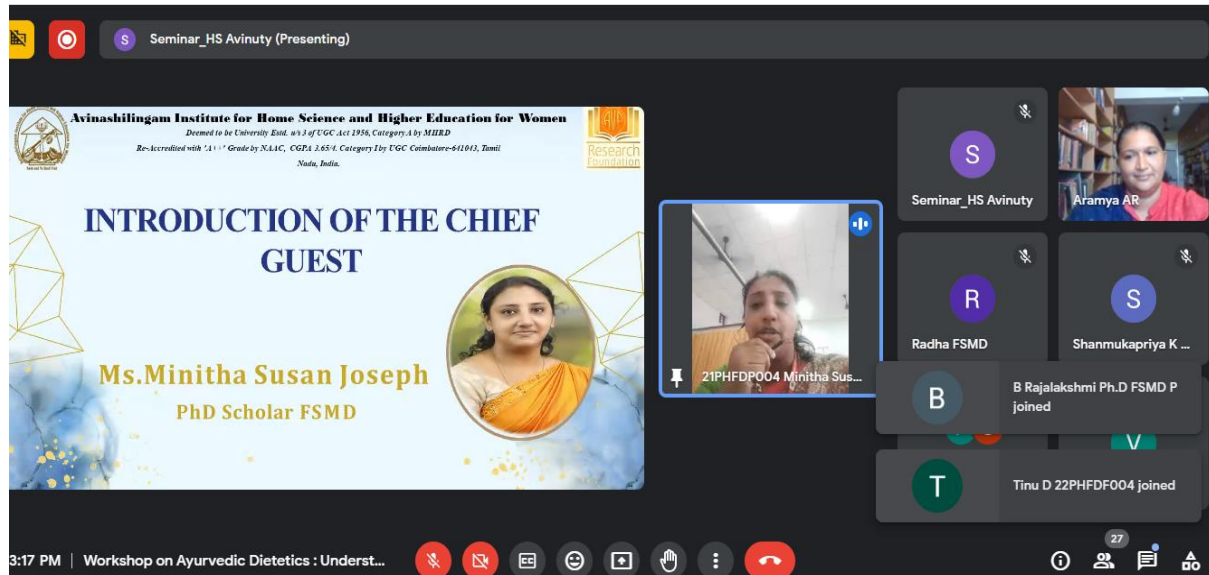 S Seminar_HS Avinuty (Presenting)
Avinashilingam Institute for Home Science and Higher Education for Women
Deemed to be University Estd. u/s 3 of UGC Act 1956, Category A by MHRD
Re-Accredited with 'A++' Grade by NAAC, CGPA 3.65/4. Category I by UGC Coimbatore-641043, Tamil
Nadu, India.
Research
Foundation
INTRODUCTION OF THE CHIEF
GUEST
Ms.Minitha Susan Joseph
PhD Scholar FSMD
21PHFDP004 Minitha Sus...
S
Seminar_HS Avinuty
Aramya AR
R
Radha FSMD
S
Shanmukapriya K ...
B
B Rajalakshmi Ph.D FSMD P
joined
V
T
Tinu D 22PHFDF004 joined
3:17 PM | Workshop on Ayurvedic Dietetics : Underst...
CC
27